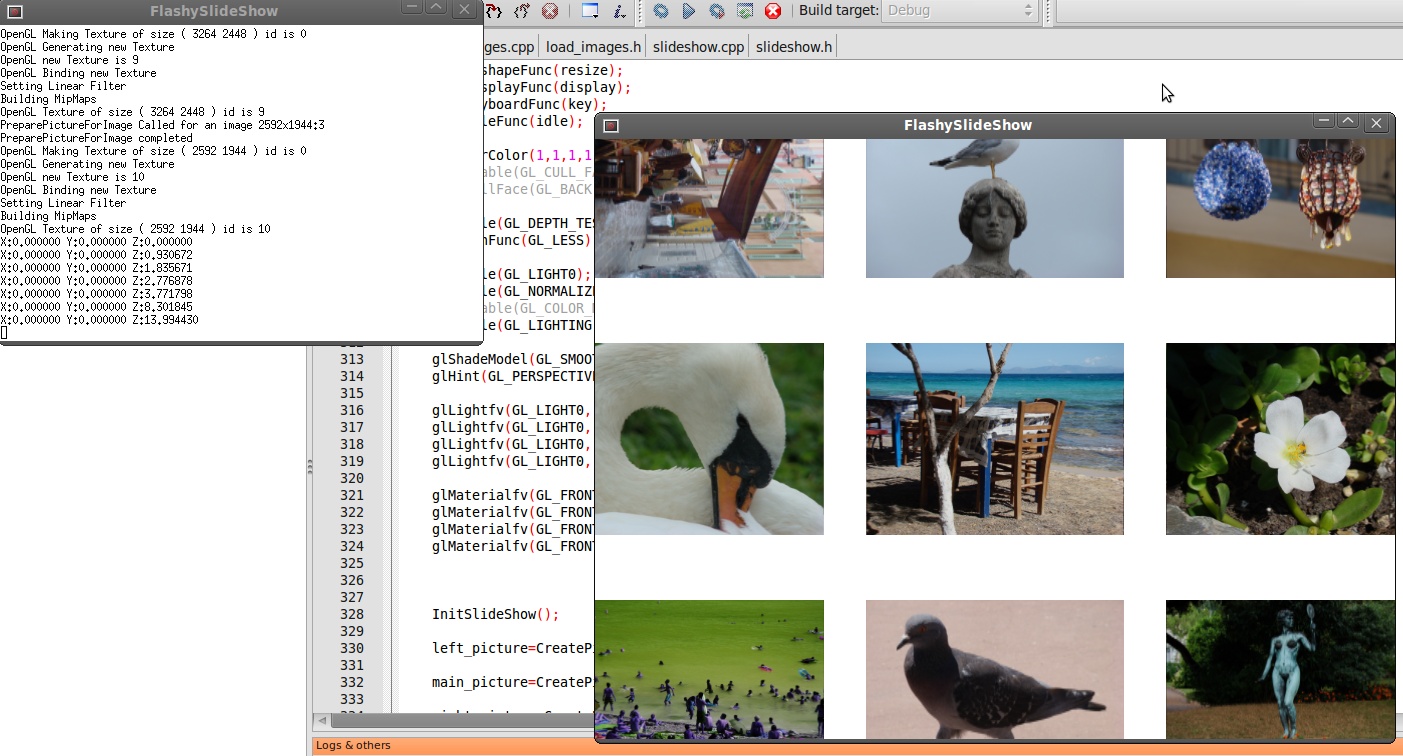 FlashySlideShow
OpenGL Making Texture of size ( 3264 2448 ) id is 0
OpenGL Generating new Texture
OpenGL new Texture is 9
OpenGL Binding new Texture
Setting Linear Filter
Building MipMaps
OpenGL Texture of size ( 3264 2448 ) id is 9
PreparePictureForImage Called for an image 2592x1944:3
PreparePictureForImage completed
OpenGL Making Texture of size ( 2592 1944 ) id is 0
OpenGL Generating new Texture
OpenGL new Texture is 10
OpenGL Binding new Texture
Setting Linear Filter
Building MipMaps
OpenGL Texture of size ( 2592 1944 ) id is 10
X:0.000000 Y:0.000000 Z:0.000000
X:0.000000 Y:0.000000 Z:0.930672
X:0.000000 Y:0.000000 Z:1.835671
X:0.000000 Y:0.000000 Z:2.776878
X:0.000000 Y:0.000000 Z:3.771798
X:0.000000 Y:0.000000 Z:8.301845
X:0.000000 Y:0.000000 Z:13.994430
Build target: Debug
ges.cpp load_images.h slideshow.cpp slideshow.h
shapeFunc(resize);
splayFunc(display);
yboardFunc(key);
leFunc(idle);
rColor(1,1,1,1
able(GL_CULL_FA
llFace(GL_BACK
le(GL_DEPTH_TES
hFunc(GL_LESS)
le(GL_LIGHT0);
le(GL_NORMALIZ
able(GL_COLOR_
le(GL_LIGHTING
313 glShadeModel(GL_SMOO
314 glHint(GL_PERSPECTIV
315
316 glLightfv(GL_LIGHT0,
317 glLightfv(GL_LIGHT0,
318 glLightfv(GL_LIGHT0,
319 glLightfv(GL_LIGHT0,
320
321 glMaterialfv(GL_FRON
322 glMaterialfv(GL_FRON
323 glMaterialfv(GL_FRON
324 glMaterialfv(GL_FRON
325
326
327
328 InitSlideShow();
329
330 left_picture=CreateP
331
332 main_picture=CreateP
333
FlashySlideShow
Logs & others